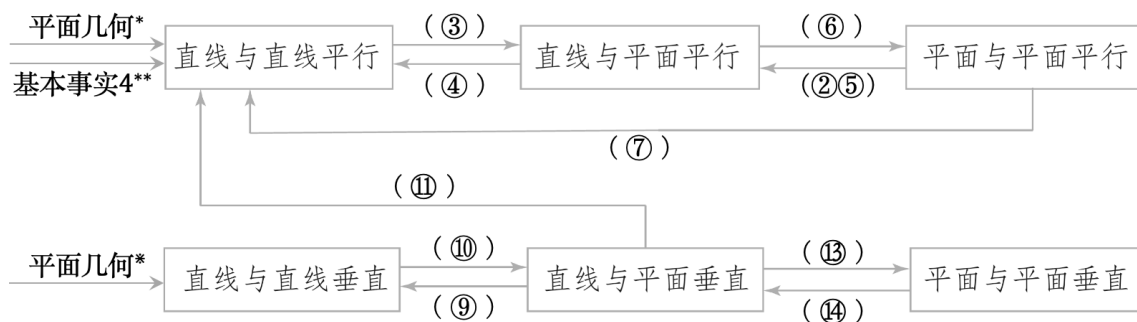 平面几何*
基本事实4**
直线与直线平行
(③)
(④)
直线与平面平行
(⑥)
(②⑤)
平面与平面平行
(⑦)
(⑪)
平面几何*
直线与直线垂直
(⑩)
(⑨)
直线与平面垂直
(⑬)
(⑭)
平面与平面垂直